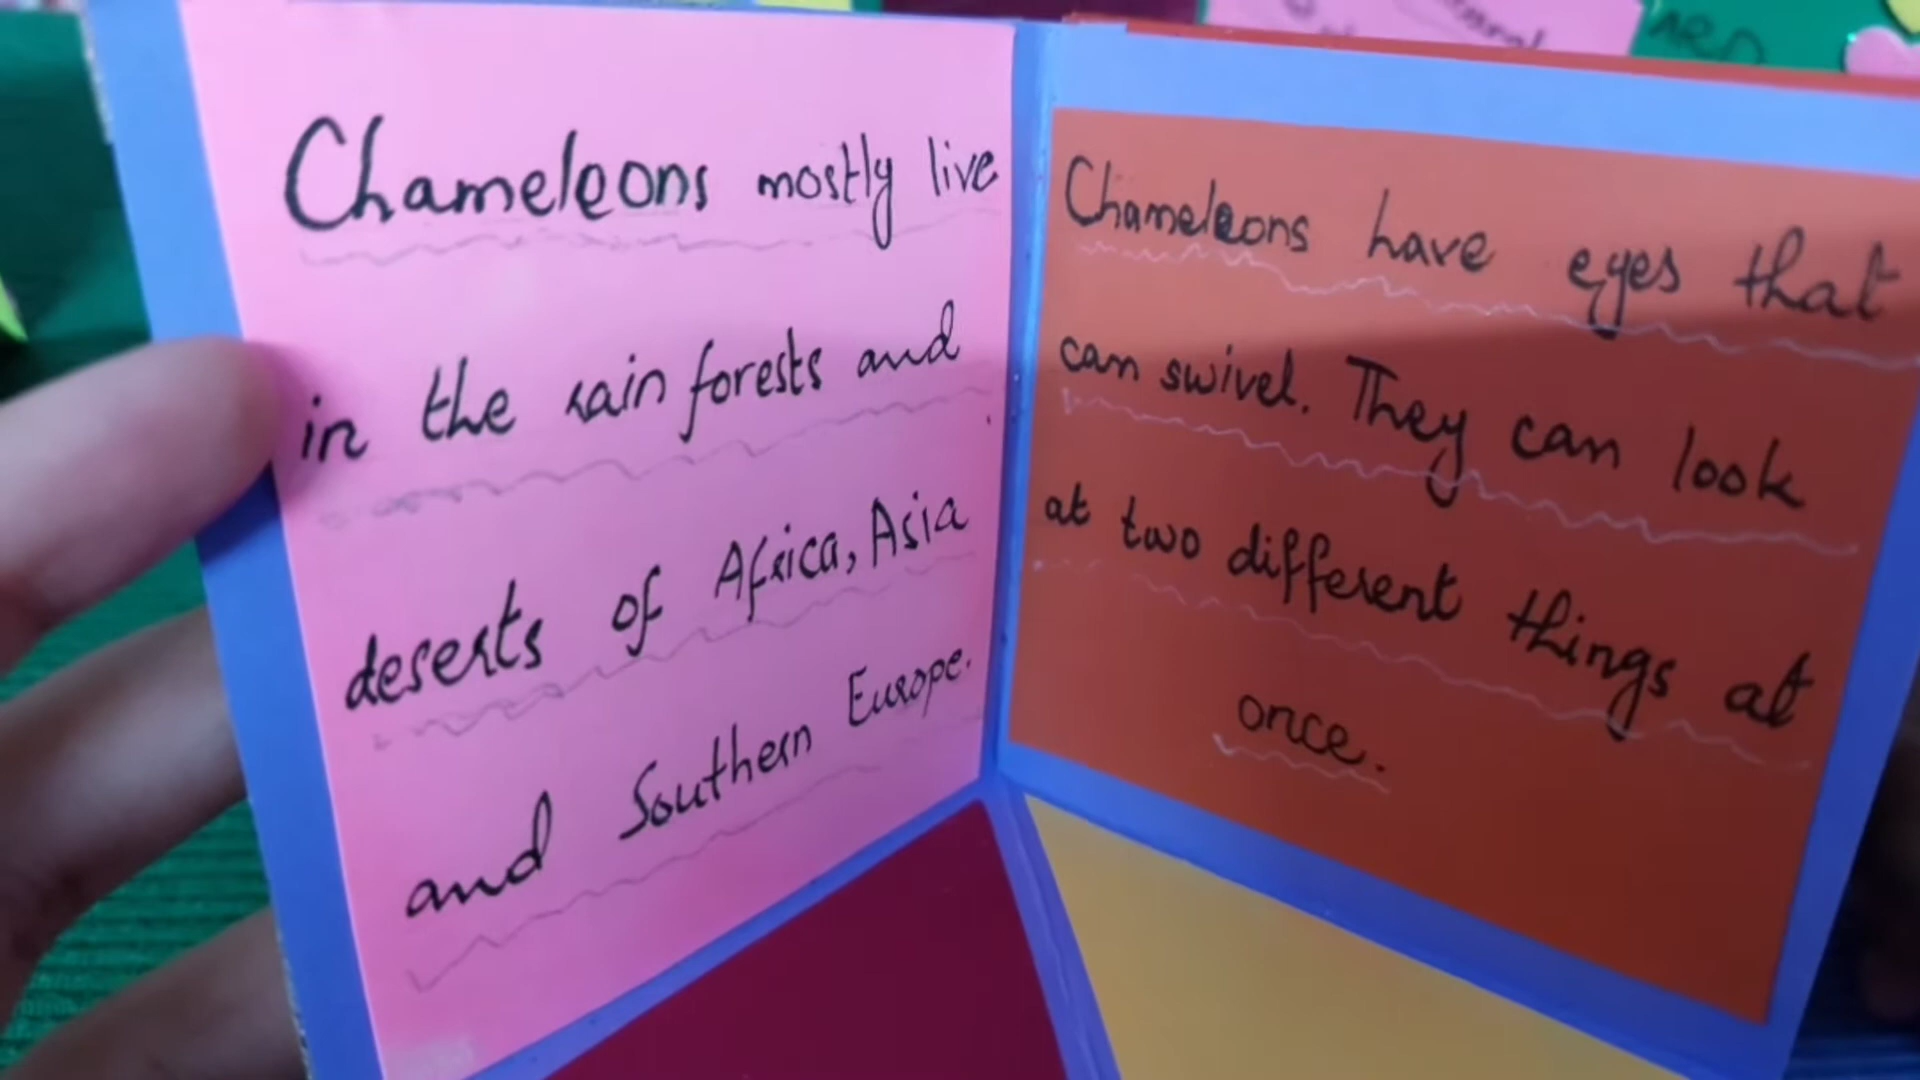 ARD
Chameleons mostly live
in the rain forests and
deserts of Africa, Asia
and Southern Europe.
Chameleons have eyes that
can swivel. They can look
at two different things at
once.